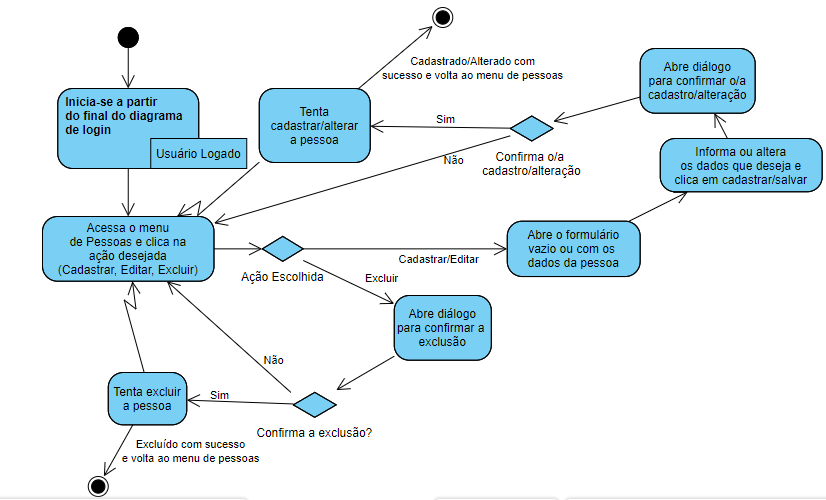 Cadastrado/Alterado com
sucesso e volta ao menu de pessoas
Inicia-se a partir
do final do diagrama
de login
Usuário Logado
Tenta
cadastrar/alterar
a pessoa
Sim
Confirma o/a
cadastro/alteração
Não
Abre diálogo
para confirmar o/a
cadastro/alteração
Informa ou altera
os dados que deseja e
clica em cadastrar/salvar
Acessa o menu
de Pessoas e clica na
ação desejada
(Cadastrar, Editar, Excluir)
Ação Escolhida
Cadastrar/Editar
Abre o formulário
vazio ou com os
dados da pessoa
Excluir
Abre diálogo
para confirmar a
exclusão
Não
Sim
Confirma a exclusão?
Tenta excluir
a pessoa
Excluído com sucesso
e volta ao menu de pessoas